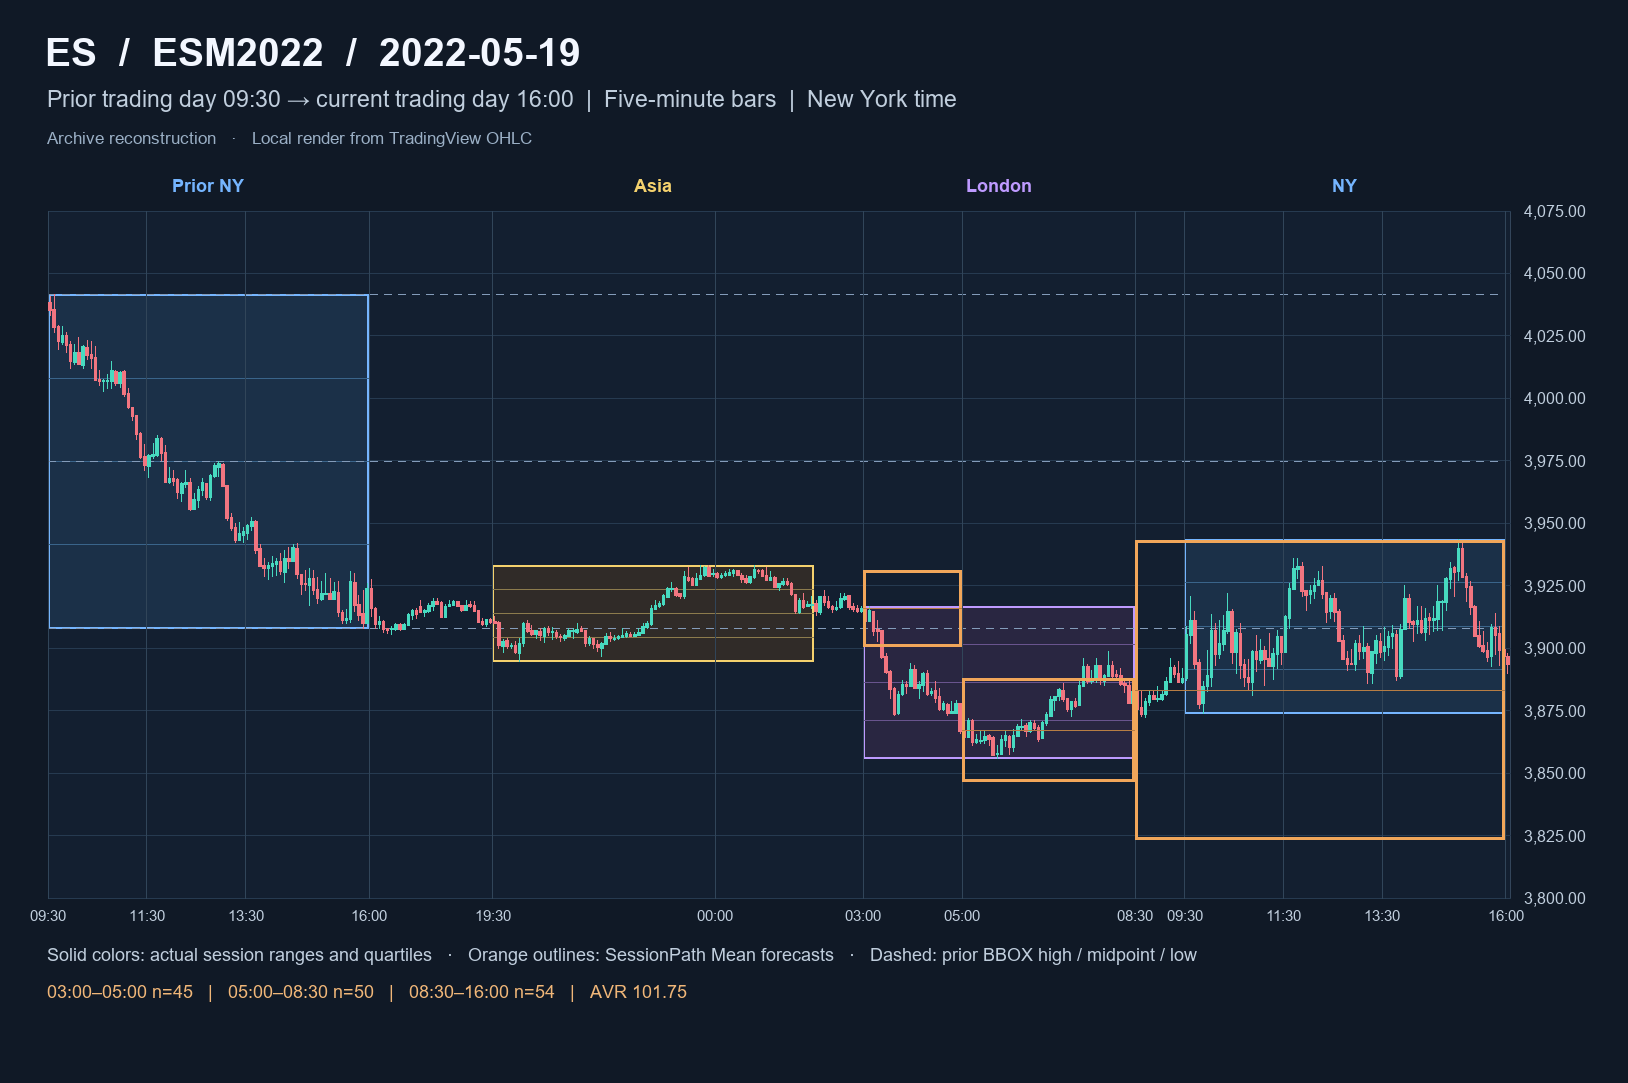 ES / ESM2022 / 2022-05-19
Prior trading day 09:30 → current trading day 16:00 | Five-minute bars | New York time
Archive reconstruction · Local render from TradingView OHLC
Prior NY Asia London NY
4,075.00
4,050.00
4,025.00
4,000.00
3,975.00
3,950.00
3,925.00
3,900.00
3,875.00
3,850.00
3,825.00
3,800.00
09:30 11:30 13:30 16:00 19:30 00:00 03:00 05:00 08:30 09:30 11:30 13:30 16:00
Solid colors: actual session ranges and quartiles · Orange outlines: SessionPath Mean forecasts · Dashed: prior BBOX high / midpoint / low
03:00–05:00 n=45 | 05:00–08:30 n=50 | 08:30–16:00 n=54 | AVR 101.75